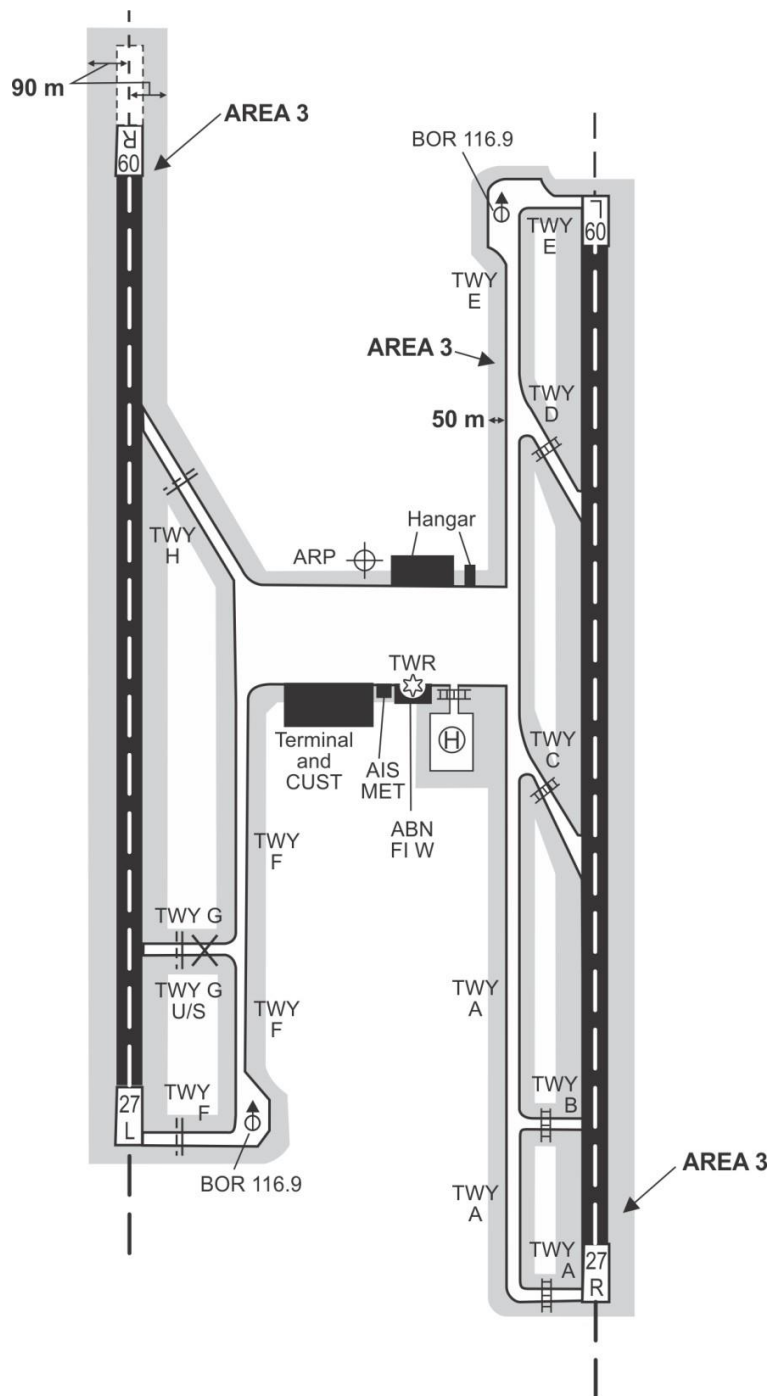 90 m
AREA 3
09
R
BOR 116.9
09
L
TWY
E
TWY
E
AREA 3
TWY
D
50 m
Hangar
TWY
H
ARP
TWR
H
Terminal
and
CUST
AIS
MET
TWY
C
ABN
Fl W
TWY
F
TWY G
TWY G
U/S
TWY
F
TWY
A
TWY
F
27
L
TWY
B
BOR 116.9
TWY
A
AREA 3
TWY
A
27
R